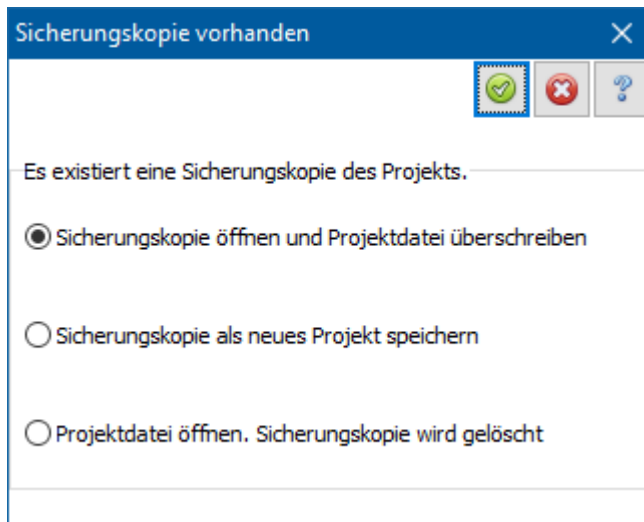 Sicherungskopie vorhanden
Es existiert eine Sicherungskopie des Projekts.
Sicherungskopie öffnen und Projektdatei überschreiben
Sicherungskopie als neues Projekt speichern
Projektdatei öffnen. Sicherungskopie wird gelöscht